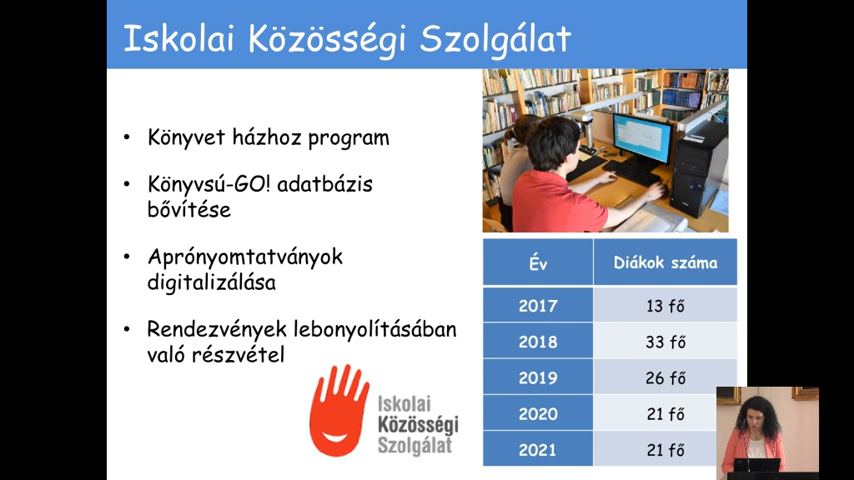 Iskolai Közösségi Szolgálat
• Könyvet házhoz program
• Könyvsú-GO! adatbázis
bővítése
• Aprónyomtatványok
digitalizálása
• Rendezvények lebonyolításában
való részvétel
Iskolai
Közösségi
Szolgálat
Év Diákok száma
2017 13 fő
2018 33 fő
2019 26 fő
2020 21 fő
2021 21 fő